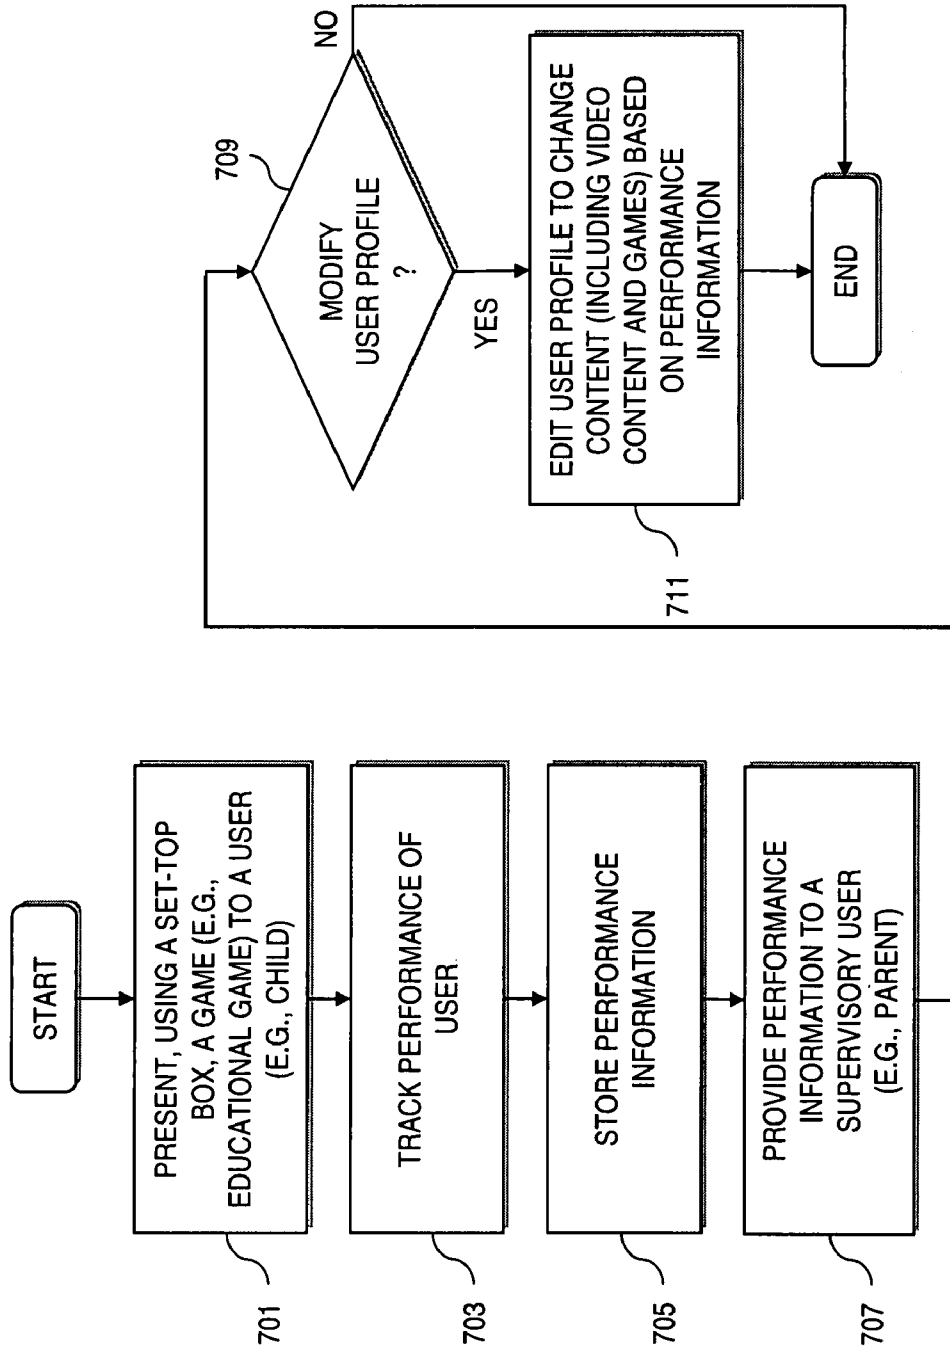 START
PRESENT, USING A SET-TOP
BOX, A GAME (E.G.,
EDUCATIONAL GAME) TO A USER
(E.G., CHILD)
701
TRACK PERFORMANCE OF
USER
703
STORE PERFORMANCE
INFORMATION
705
PROVIDE PERFORMANCE
INFORMATION TO A
SUPERVISORY USER
(E.G., PARENT)
707
709
MODIFY
USER PROFILE
?
NO
YES
EDIT USER PROFILE TO CHANGE
CONTENT (INCLUDING VIDEO
CONTENT AND GAMES) BASED
ON PERFORMANCE
INFORMATION
711
END